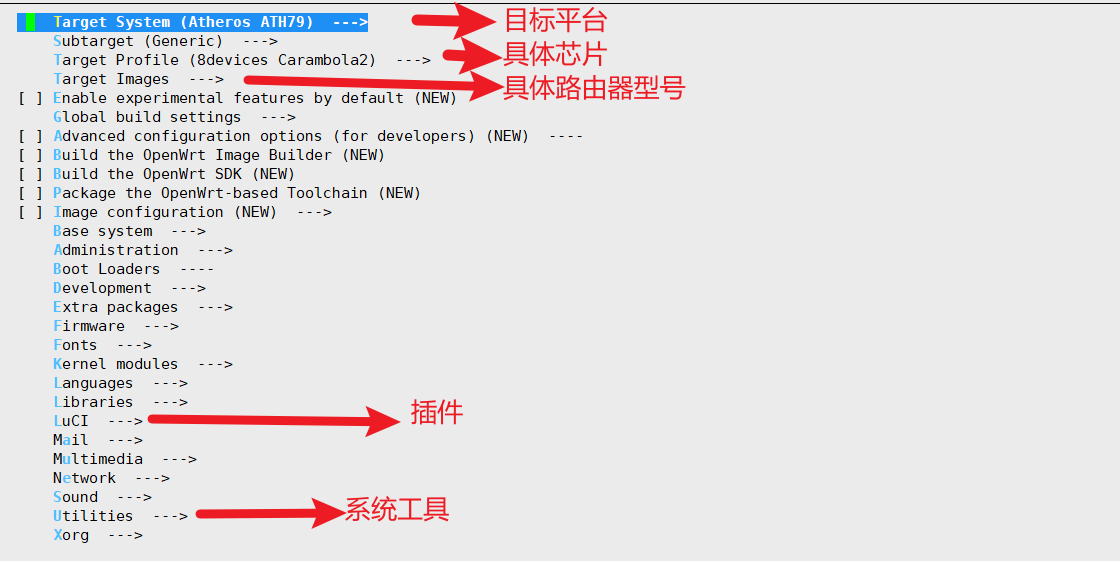 Target System (Atheros ATH79)  ---> 目标平台
Subtarget (Generic)  --->
Target Profile (8devices Carambola2)  ---> 具体芯片
Target Images  ---> 具体路由器型号
[ ] Enable experimental features by default (NEW)
Global build settings  --->
[ ] Advanced configuration options (for developers) (NEW)  ----
[ ] Build the OpenWrt Image Builder (NEW)
[ ] Build the OpenWrt SDK (NEW)
[ ] Package the OpenWrt-based Toolchain (NEW)
[ ] Image configuration (NEW)  --->
Base system  --->
Administration  --->
Boot Loaders  ----
Development  --->
Extra packages  --->
Firmware  --->
Fonts  --->
Kernel modules  --->
Languages  --->
Libraries  --->
LuCI  ---> 插件
Mail  --->
Multimedia  --->
Network  --->
Sound  --->
Utilities  ---> 系统工具
Xorg  --->